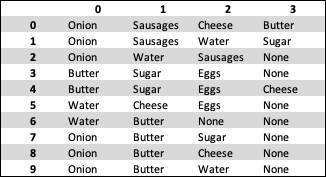 0 1 2 3
0 Onion Sausages Cheese Butter
1 Onion Sausages Water Sugar
2 Onion Water Sausages None
3 Butter Sugar Eggs None
4 Butter Sugar Eggs Cheese
5 Water Cheese Eggs None
6 Water Butter None None
7 Onion Butter Sugar None
8 Onion Butter Cheese None
9 Onion Butter Water None